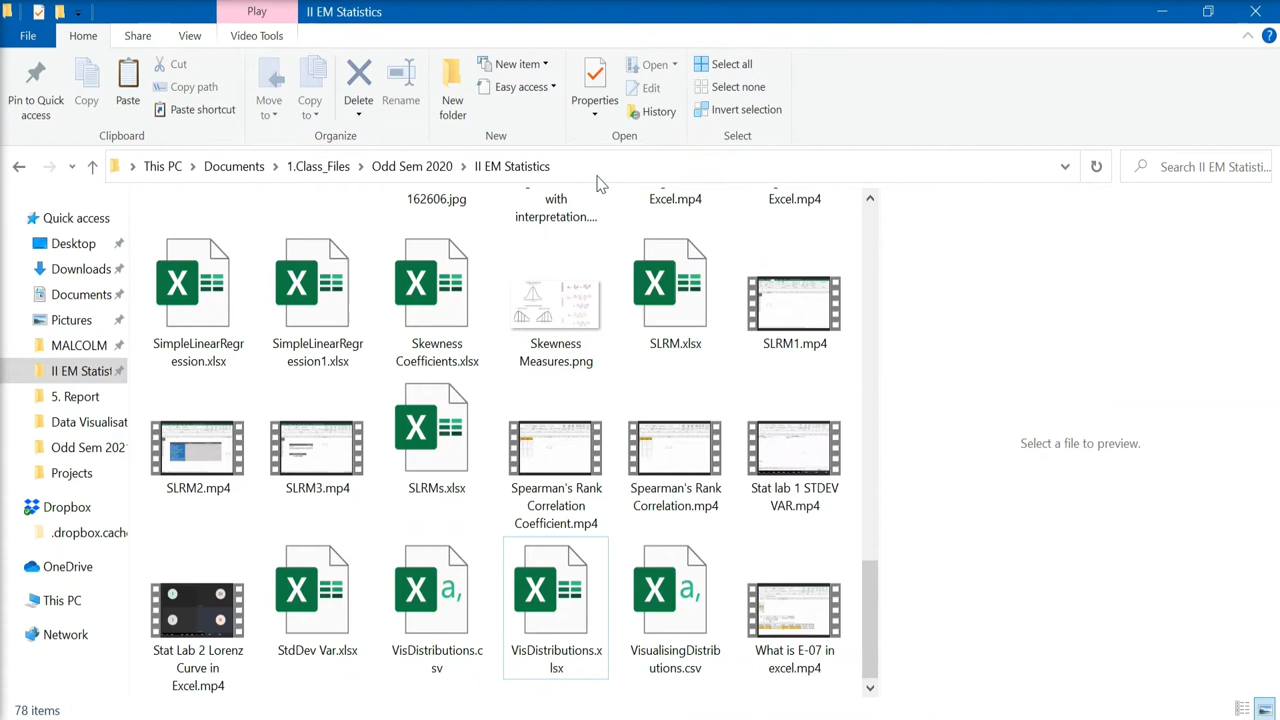 Play
II EM Statistics
File
Home
Share
View
Video Tools
Pin to Quick
access
Copy
Paste
Cut
Copy path
Paste shortcut
Clipboard
Move
to
Copy
to
Delete
Rename
Organize
New
folder
New item
Easy access
New
Properties
Open
Edit
History
Open
Select all
Select none
Invert selection
Select
This PC
Documents
1.Class_Files
Odd Sem 2020
II EM Statistics
Search II EM Statisti...
Quick access
Desktop
Downloads
Documents
Pictures
MALCOLM
II EM Statist
5. Report
Data Visualisat
Odd Sem 202
Projects
Dropbox
.dropbox.cache
OneDrive
This PC
Network
162606.jpg
with
interpretation....
Excel.mp4
Excel.mp4
SimpleLinearRegr
ession.xlsx
SimpleLinearRegr
ession1.xlsx
Skewness
Coefficients.xlsx
Skewness
Measures.png
SLRM.xlsx
SLRM1.mp4
SLRM2.mp4
SLRM3.mp4
SLRMs.xlsx
Spearman's Rank
Correlation
Coefficient.mp4
Spearman's Rank
Correlation.mp4
Stat lab 1 STDEV
VAR.mp4
Stat Lab 2 Lorenz
Curve in
Excel.mp4
StdDev Var.xlsx
VisDistributions.c
sv
VisDistributions.x
lsx
VisualisingDistrib
utions.csv
What is E-07 in
excel.mp4
Select a file to preview.
78 items